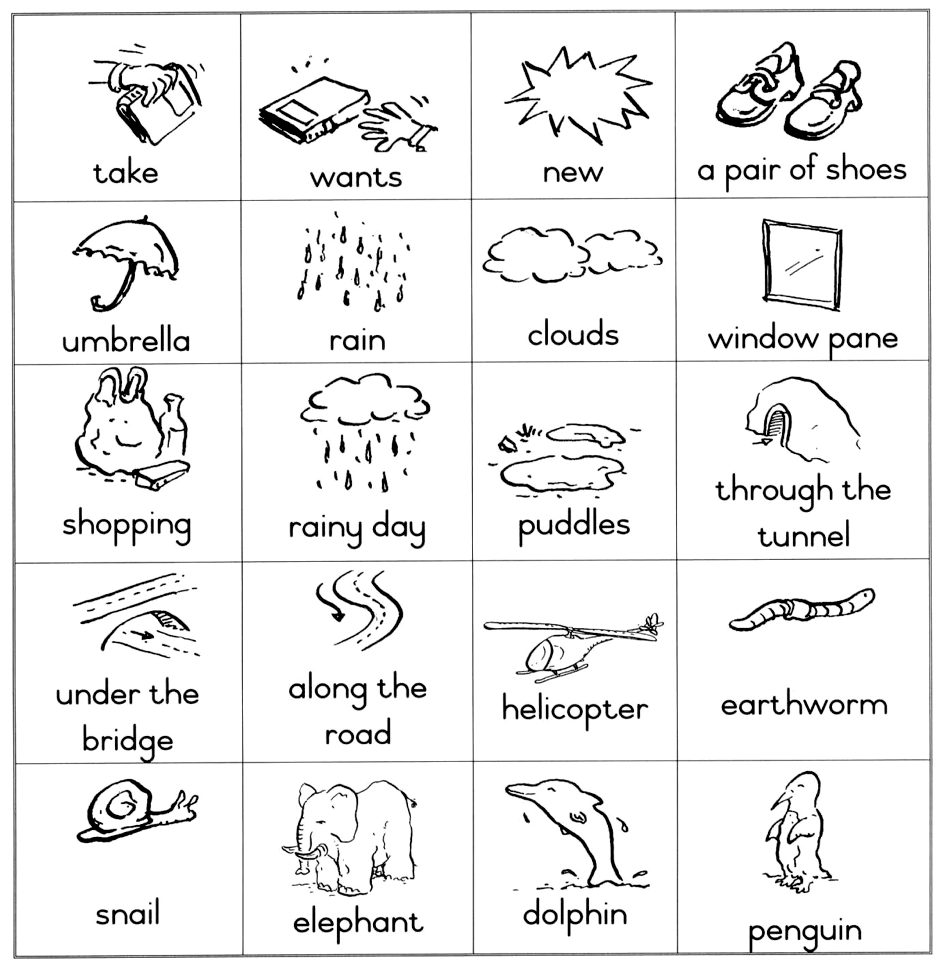 take
wants
new
a pair of shoes
umbrella
rain
clouds
window pane
shopping
rainy day
puddles
through the
tunnel
under the
bridge
along the
road
helicopter
earthworm
snail
elephant
dolphin
penguin